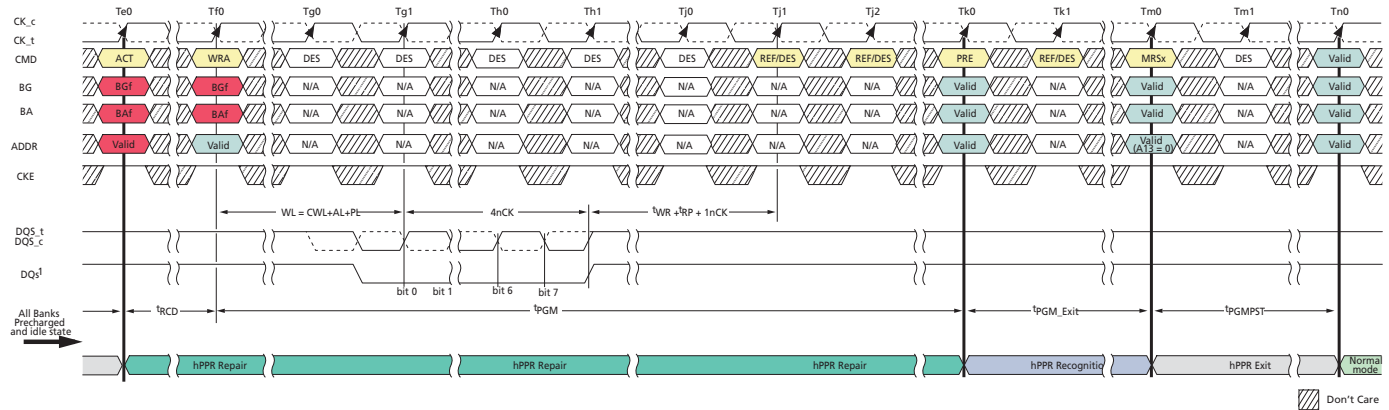 Te0 Tf0 Tg0 Tg1 Th0 Th1 Tj0 Tj1 Tj2 Tk0 Tk1 Tm0 Tm1 Tn0
CK_c
CK_t
CMD ACT WRA DES DES DES DES DES REF/DES REF/DES PRE REF/DES MRSx DES Valid
BG BGf BGf N/A N/A N/A N/A N/A N/A N/A Valid N/A Valid N/A Valid
BA BAf BAf N/A N/A N/A N/A N/A N/A N/A Valid N/A Valid N/A Valid
ADDR Valid Valid N/A N/A N/A N/A N/A N/A N/A Valid N/A Valid (A13 = 0) N/A Valid
CKE
WL = CWL+AL+PL 4nCK tWR + tRP + 1nCK
DQS_t
DQS_c
DQs1
bit 0 bit 1 bit 6 bit 7
All Banks
Precharged
and idle state
tRCD tPGM tPGM_Exit tPGMPST
hPPR Repair hPPR Repair hPPR Repair hPPR Recognitio hPPR Exit Normal
mode
Don't Care